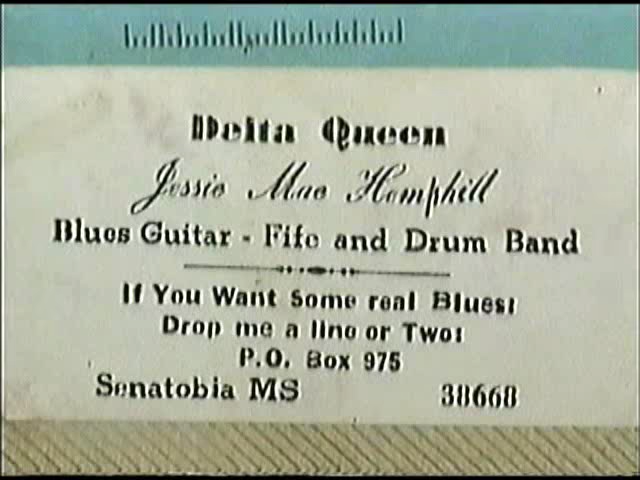 Delta Queen
Jessie Mae Hemphill
Blues Guitar - Fife and Drum Band
If You Want Some real Blues:
Drop me a line or Two:
P.O. Box 975
Senatobia MS 38668